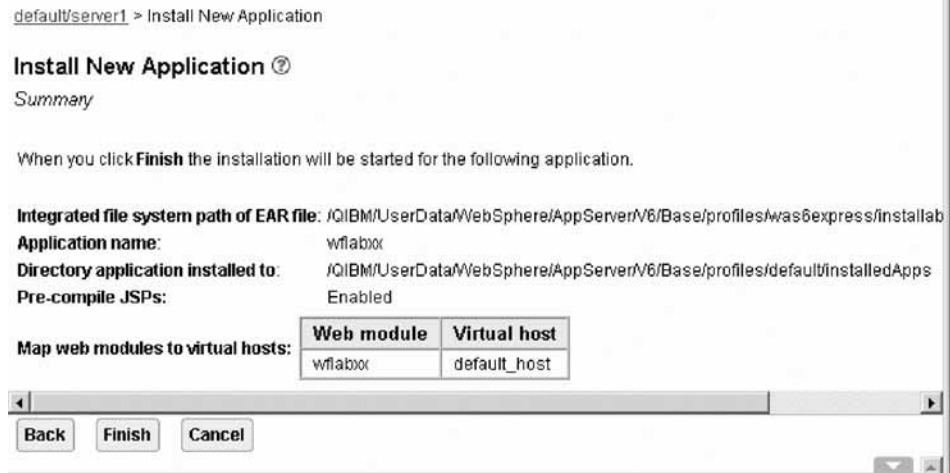 default/server1 > Install New Application
Install New Application ?
Summary
When you click Finish the installation will be started for the following application.
Integrated file system path of EAR file: /QIBM/UserData/WebSphere/AppServer/V6/Base/profiles/was6express/installab
Application name: wflabxx
Directory application installed to: /QIBM/UserData/WebSphere/AppServer/V6/Base/profiles/default/installedApps
Pre-compile JSPs: Enabled
Map web modules to virtual hosts:
Web module Virtual host
wflabxx default_host
Back Finish Cancel